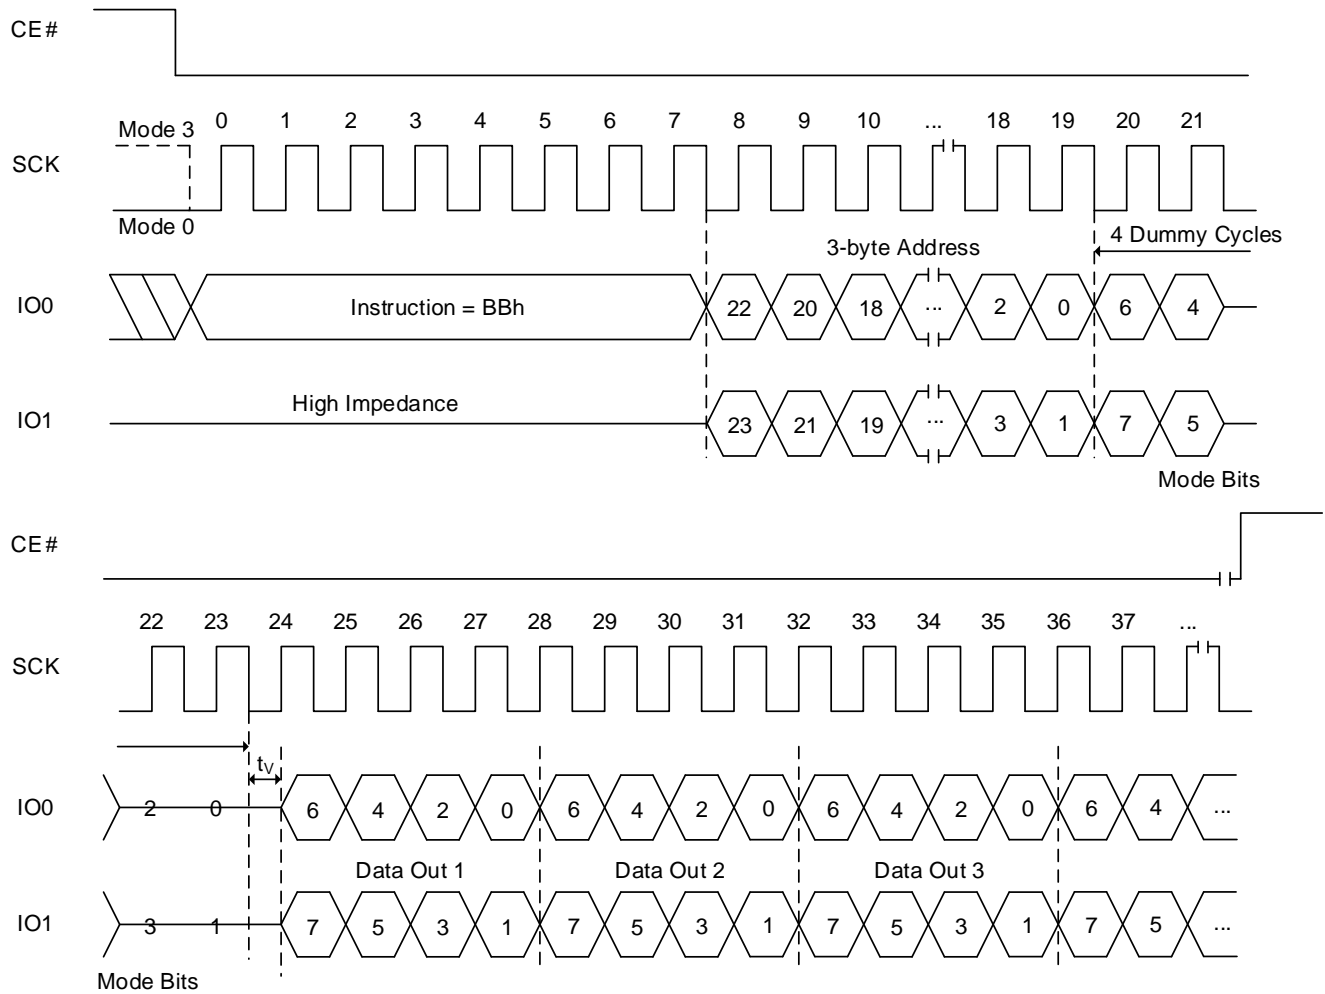 CE#
0 1 2 3 4 5 6 7 8 9 10 ... 18 19 20 21
Mode 3
SCK
Mode 0
3-byte Address
4 Dummy Cycles
IO0
Instruction = BBh
22 20 18 ... 2 0 6 4
High Impedance
IO1
23 21 19 ... 3 1 7 5
Mode Bits
CE#
22 23 24 25 26 27 28 29 30 31 32 33 34 35 36 37 ...
SCK
tV
IO0
2 0 6 4 2 0 6 4 2 0 6 4 2 0 6 4 ...
Data Out 1 Data Out 2 Data Out 3
IO1
3 1 7 5 3 1 7 5 3 1 7 5 3 1 7 5 ...
Mode Bits